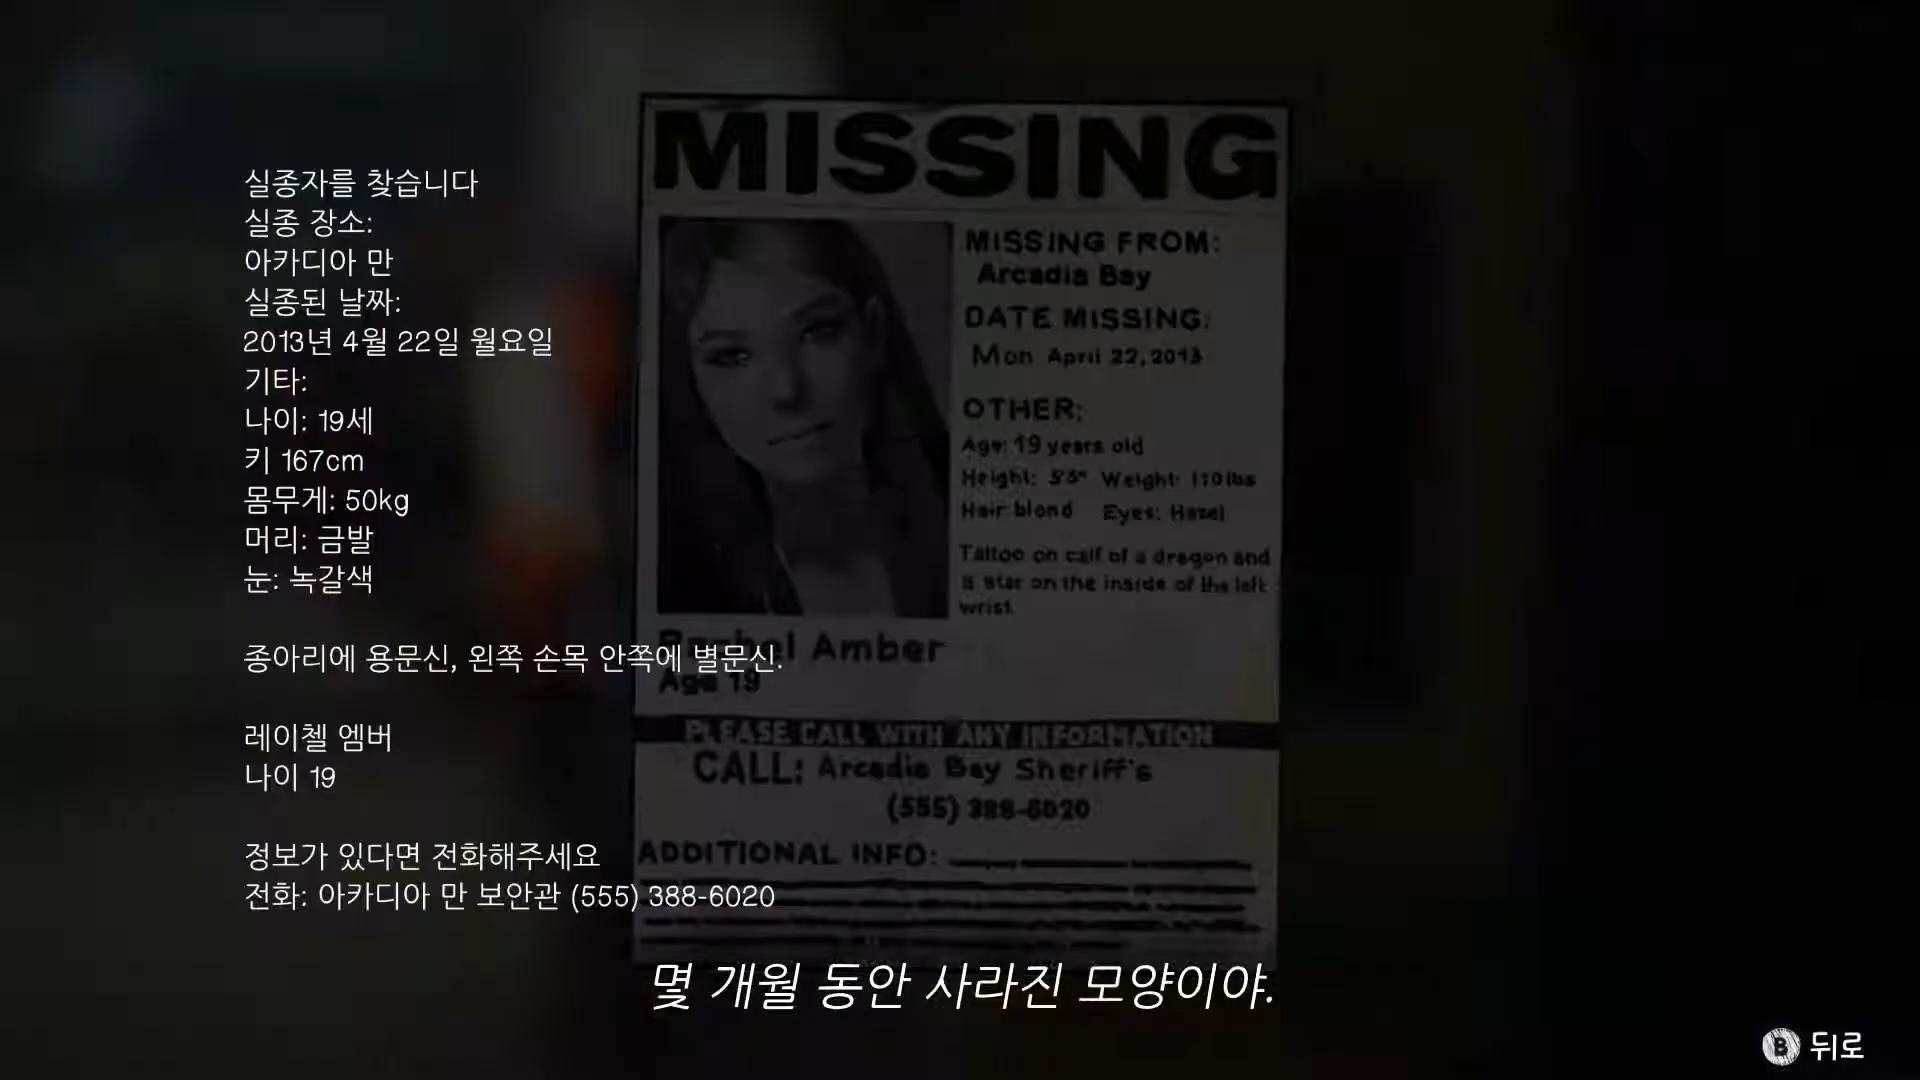 실종자를 찾습니다
실종 장소:
아카디아 만
실종된 날짜:
2013년 4월 22일 월요일
기타:
나이: 19세
키 167cm
몸무게: 50kg
머리: 금발
눈: 녹갈색
종아리에 용문신, 왼쪽 손목 안쪽에 별문신.
레이첼 엠버
나이 19
정보가 있다면 전화해주세요
전화: 아카디아 만 보안관 (555) 388-6020
MISSING
MISSING FROM:
Arcadia Bay
DATE MISSING:
Mon April 22, 2013
OTHER:
Age: 19 years old
Height: 5'5" Weight: 110 lbs
Hair: blond Eyes: Hazel
Tattoo on calf of a dragon and
a star on the inside of the left
wrist.
Rachel Amber
Age 19
PLEASE CALL WITH ANY INFORMATION
CALL: Arcadia Bay Sheriff's
(555) 388-6020
ADDITIONAL INFO:
몇 개월 동안 사라진 모양이야.
B 뒤로